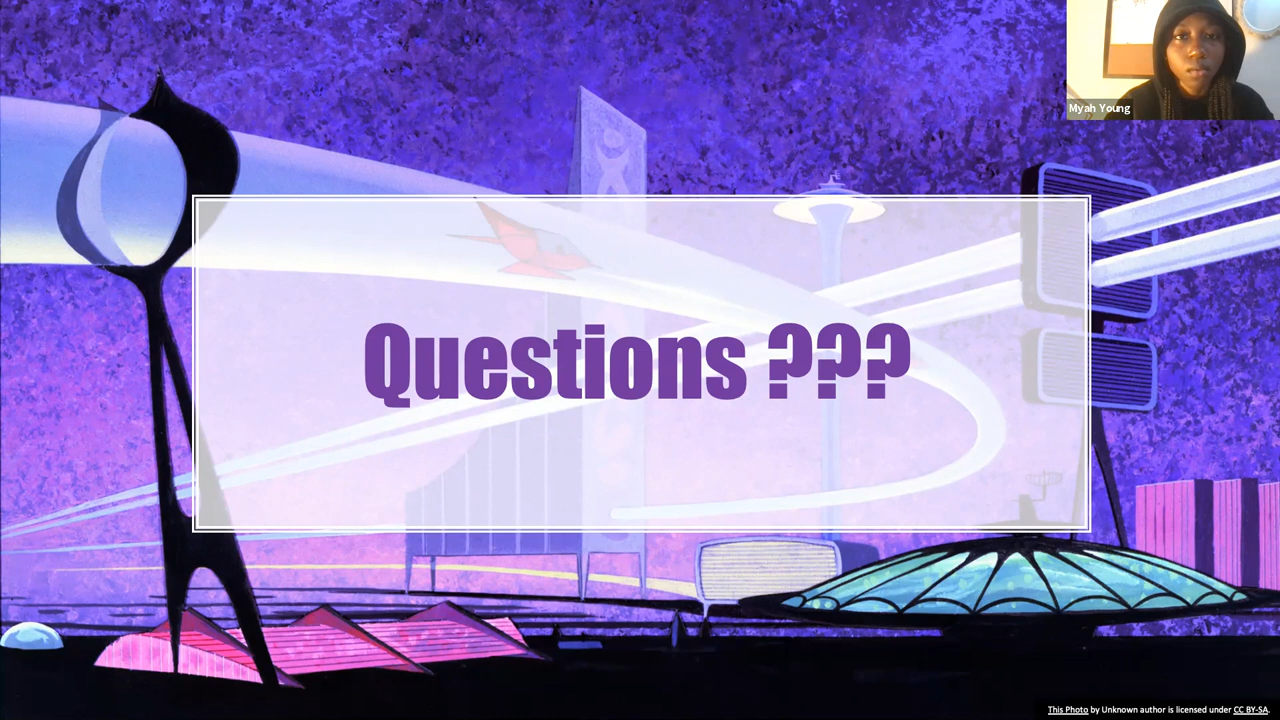 Myah Young
Questions ???
This Photo by Unknown author is licensed under CC BY-SA.